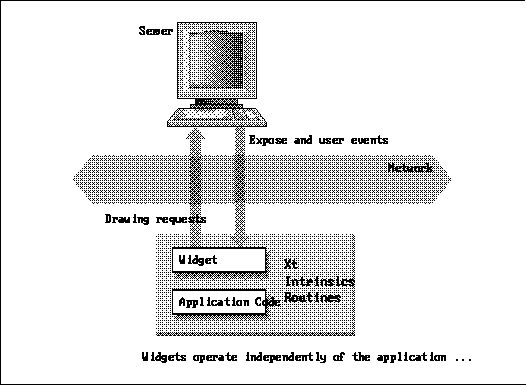 Server
Expose and user events
Network
Drawing requests
Widget
Xt
Intrinsics
Routines
Application Code
Widgets operate independently of the application ...